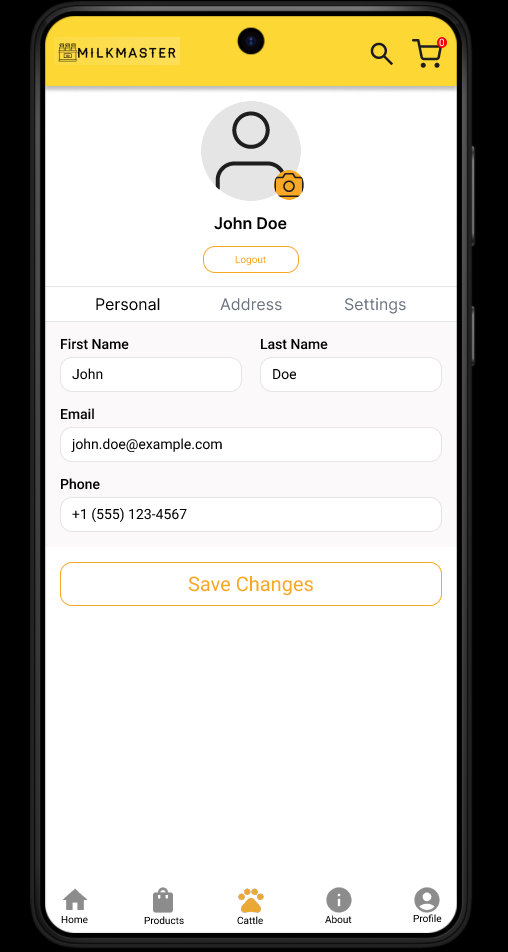 MILKMASTER
0
John Doe
Logout
Personal Address Settings
First Name Last Name
John Doe
Email
john.doe@example.com
Phone
+1 (555) 123-4567
Save Changes
Home Products Cattle About Profile